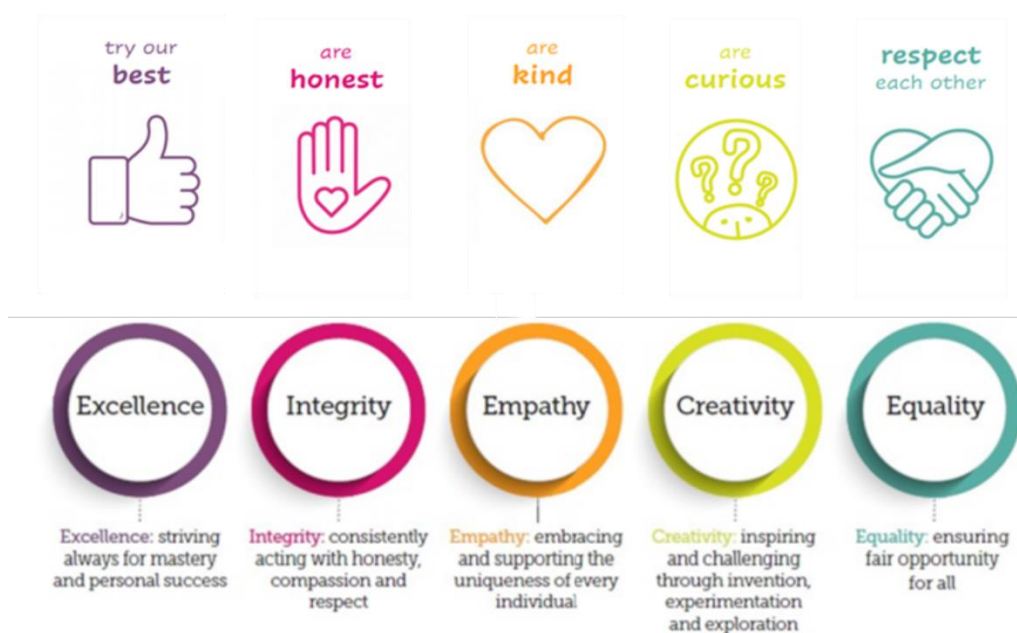 try our
best
are
honest
are
kind
are
curious
respect
each other
Excellence
Integrity
Empathy
Creativity
Equality
Excellence: striving
always for mastery
and personal success
Integrity: consistently
acting with honesty,
compassion and
respect
Empathy: embracing
and supporting the
uniqueness of every
individual
Creativity: inspiring
and challenging
through invention,
experimentation
and exploration
Equality: ensuring
fair opportunity
for all